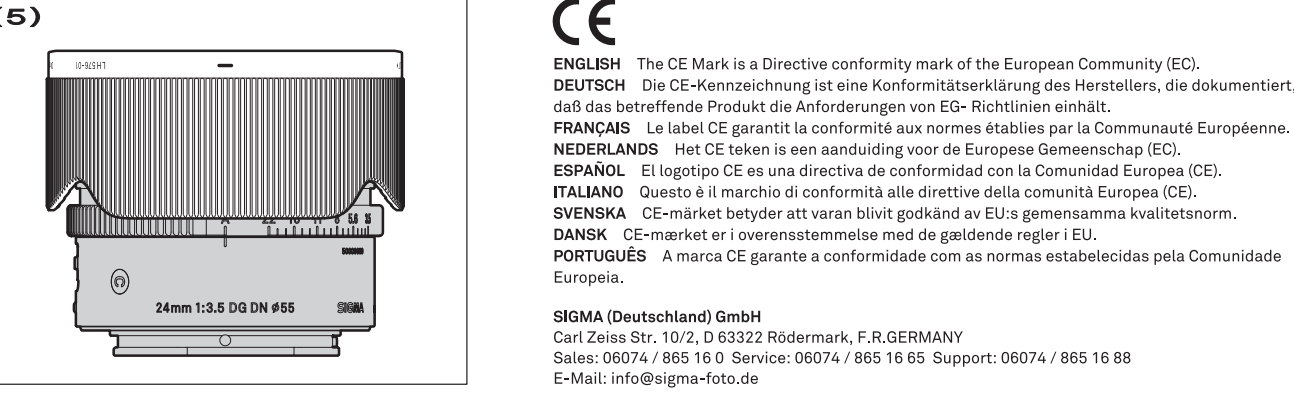 (5)
LH 576-01
A 22 16 11 8 5.6 3.5
24mm 1:3.5 DG DN ø55 SIGMA
CE
ENGLISH The CE Mark is a Directive conformity mark of the European Community (EC).
DEUTSCH Die CE-Kennzeichnung ist eine Konformitätserklärung des Herstellers, die dokumentiert,
daß das betreffende Produkt die Anforderungen von EG- Richtlinien einhält.
FRANÇAIS Le label CE garantit la conformité aux normes établies par la Communauté Européenne.
NEDERLANDS Het CE teken is een aanduiding voor de Europese Gemeenschap (EC).
ESPAÑOL El logotipo CE es una directiva de conformidad con la Comunidad Europea (CE).
ITALIANO Questo è il marchio di conformità alle direttive della comunità Europea (CE).
SVENSKA CE-märket betyder att varan blivit godkänd av EU:s gemensamma kvalitetsnorm.
DANSK CE-mærket er i overensstemmelse med de gældende regler i EU.
PORTUGUÊS A marca CE garante a conformidade com as normas estabelecidas pela Comunidade
Europeia.
SIGMA (Deutschland) GmbH
Carl Zeiss Str. 10/2, D 63322 Rödermark, F.R.GERMANY
Sales: 06074 / 865 16 0 Service: 06074 / 865 16 65 Support: 06074 / 865 16 88
E-Mail: info@sigma-foto.de